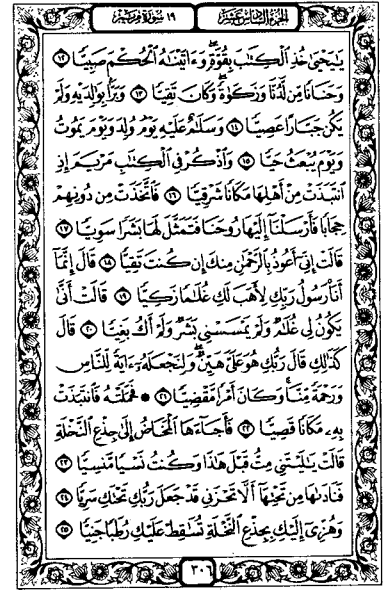 الجزء السادس عشر ١٩ سورة مريم
يَـٰيَحْيَىٰ خُذِ ٱلْكِتَـٰبَ بِقُوَّةٍ ۖ وَءَاتَيْنَـٰهُ ٱلْحُكْمَ صَبِيًّا ١٢
وَحَنَانًا مِّن لَّدُنَّا وَزَكَوٰةً ۖ وَكَانَ تَقِيًّا ١٣ وَبَرًّۢا بِوَٰلِدَيْهِ وَلَمْ
يَكُن جَبَّارًا عَصِيًّا ١٤ وَسَلَـٰمٌ عَلَيْهِ يَوْمَ وُلِدَ وَيَوْمَ يَمُوتُ
وَيَوْمَ يُبْعَثُ حَيًّا ١٥ وَٱذْكُرْ فِى ٱلْكِتَـٰبِ مَرْيَمَ إِذِ
ٱنتَبَذَتْ مِنْ أَهْلِهَا مَكَانًا شَرْقِيًّا ١٦ فَٱتَّخَذَتْ مِن دُونِهِمْ
حِجَابًا فَأَرْسَلْنَآ إِلَيْهَا رُوحَنَا فَتَمَثَّلَ لَهَا بَشَرًا سَوِيًّا ١٧
قَالَتْ إِنِّىٓ أَعُوذُ بِٱلرَّحْمَـٰنِ مِنكَ إِن كُنتَ تَقِيًّا ١٨ قَالَ إِنَّمَآ
أَنَا۠ رَسُولُ رَبِّكِ لِأَهَبَ لَكِ غُلَـٰمًا زَكِيًّا ١٩ قَالَتْ أَنَّىٰ
يَكُونُ لِى غُلَـٰمٌ وَلَمْ يَمْسَسْنِى بَشَرٌ وَلَمْ أَكُ بَغِيًّا ٢٠ قَالَ
كَذَٰلِكِ قَالَ رَبُّكِ هُوَ عَلَىَّ هَيِّنٌ ۖ وَلِنَجْعَلَهُۥٓ ءَايَةً لِّلنَّاسِ
وَرَحْمَةً مِّنَّا ۚ وَكَانَ أَمْرًا مَّقْضِيًّا ٢١ * فَحَمَلَتْهُ فَٱنتَبَذَتْ
بِهِۦ مَكَانًا قَصِيًّا ٢٢ فَأَجَآءَهَا ٱلْمَخَاضُ إِلَىٰ جِذْعِ ٱلنَّخْلَةِ
قَالَتْ يَـٰلَيْتَنِى مِتُّ قَبْلَ هَـٰذَا وَكُنتُ نَسْيًا مَّنسِيًّا ٢٣
فَنَادَىٰهَا مِن تَحْتِهَآ أَلَّا تَحْزَنِى قَدْ جَعَلَ رَبُّكِ تَحْتَكِ سَرِيًّا ٢٤
وَهُزِّىٓ إِلَيْكِ بِجِذْعِ ٱلنَّخْلَةِ تُسَـٰقِطْ عَلَيْكِ رُطَبًا جَنِيًّا ٢٥
٣٠٦